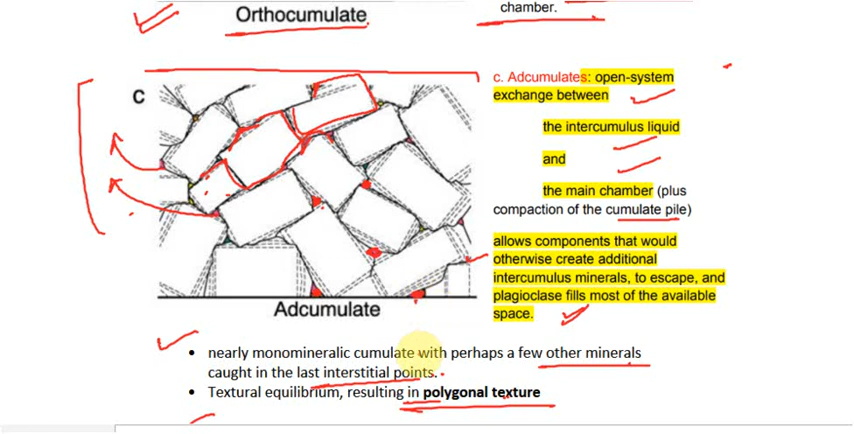 chamber.
Orthocumulate
c. Adcumulates: open-system
exchange between
C
the intercumulus liquid
and
the main chamber (plus
compaction of the cumulate pile)
allows components that would
otherwise create additional
intercumulus minerals, to escape, and
plagioclase fills most of the available
space.
Adcumulate
• nearly monomineralic cumulate with perhaps a few other minerals
caught in the last interstitial points.
• Textural equilibrium, resulting in polygonal texture